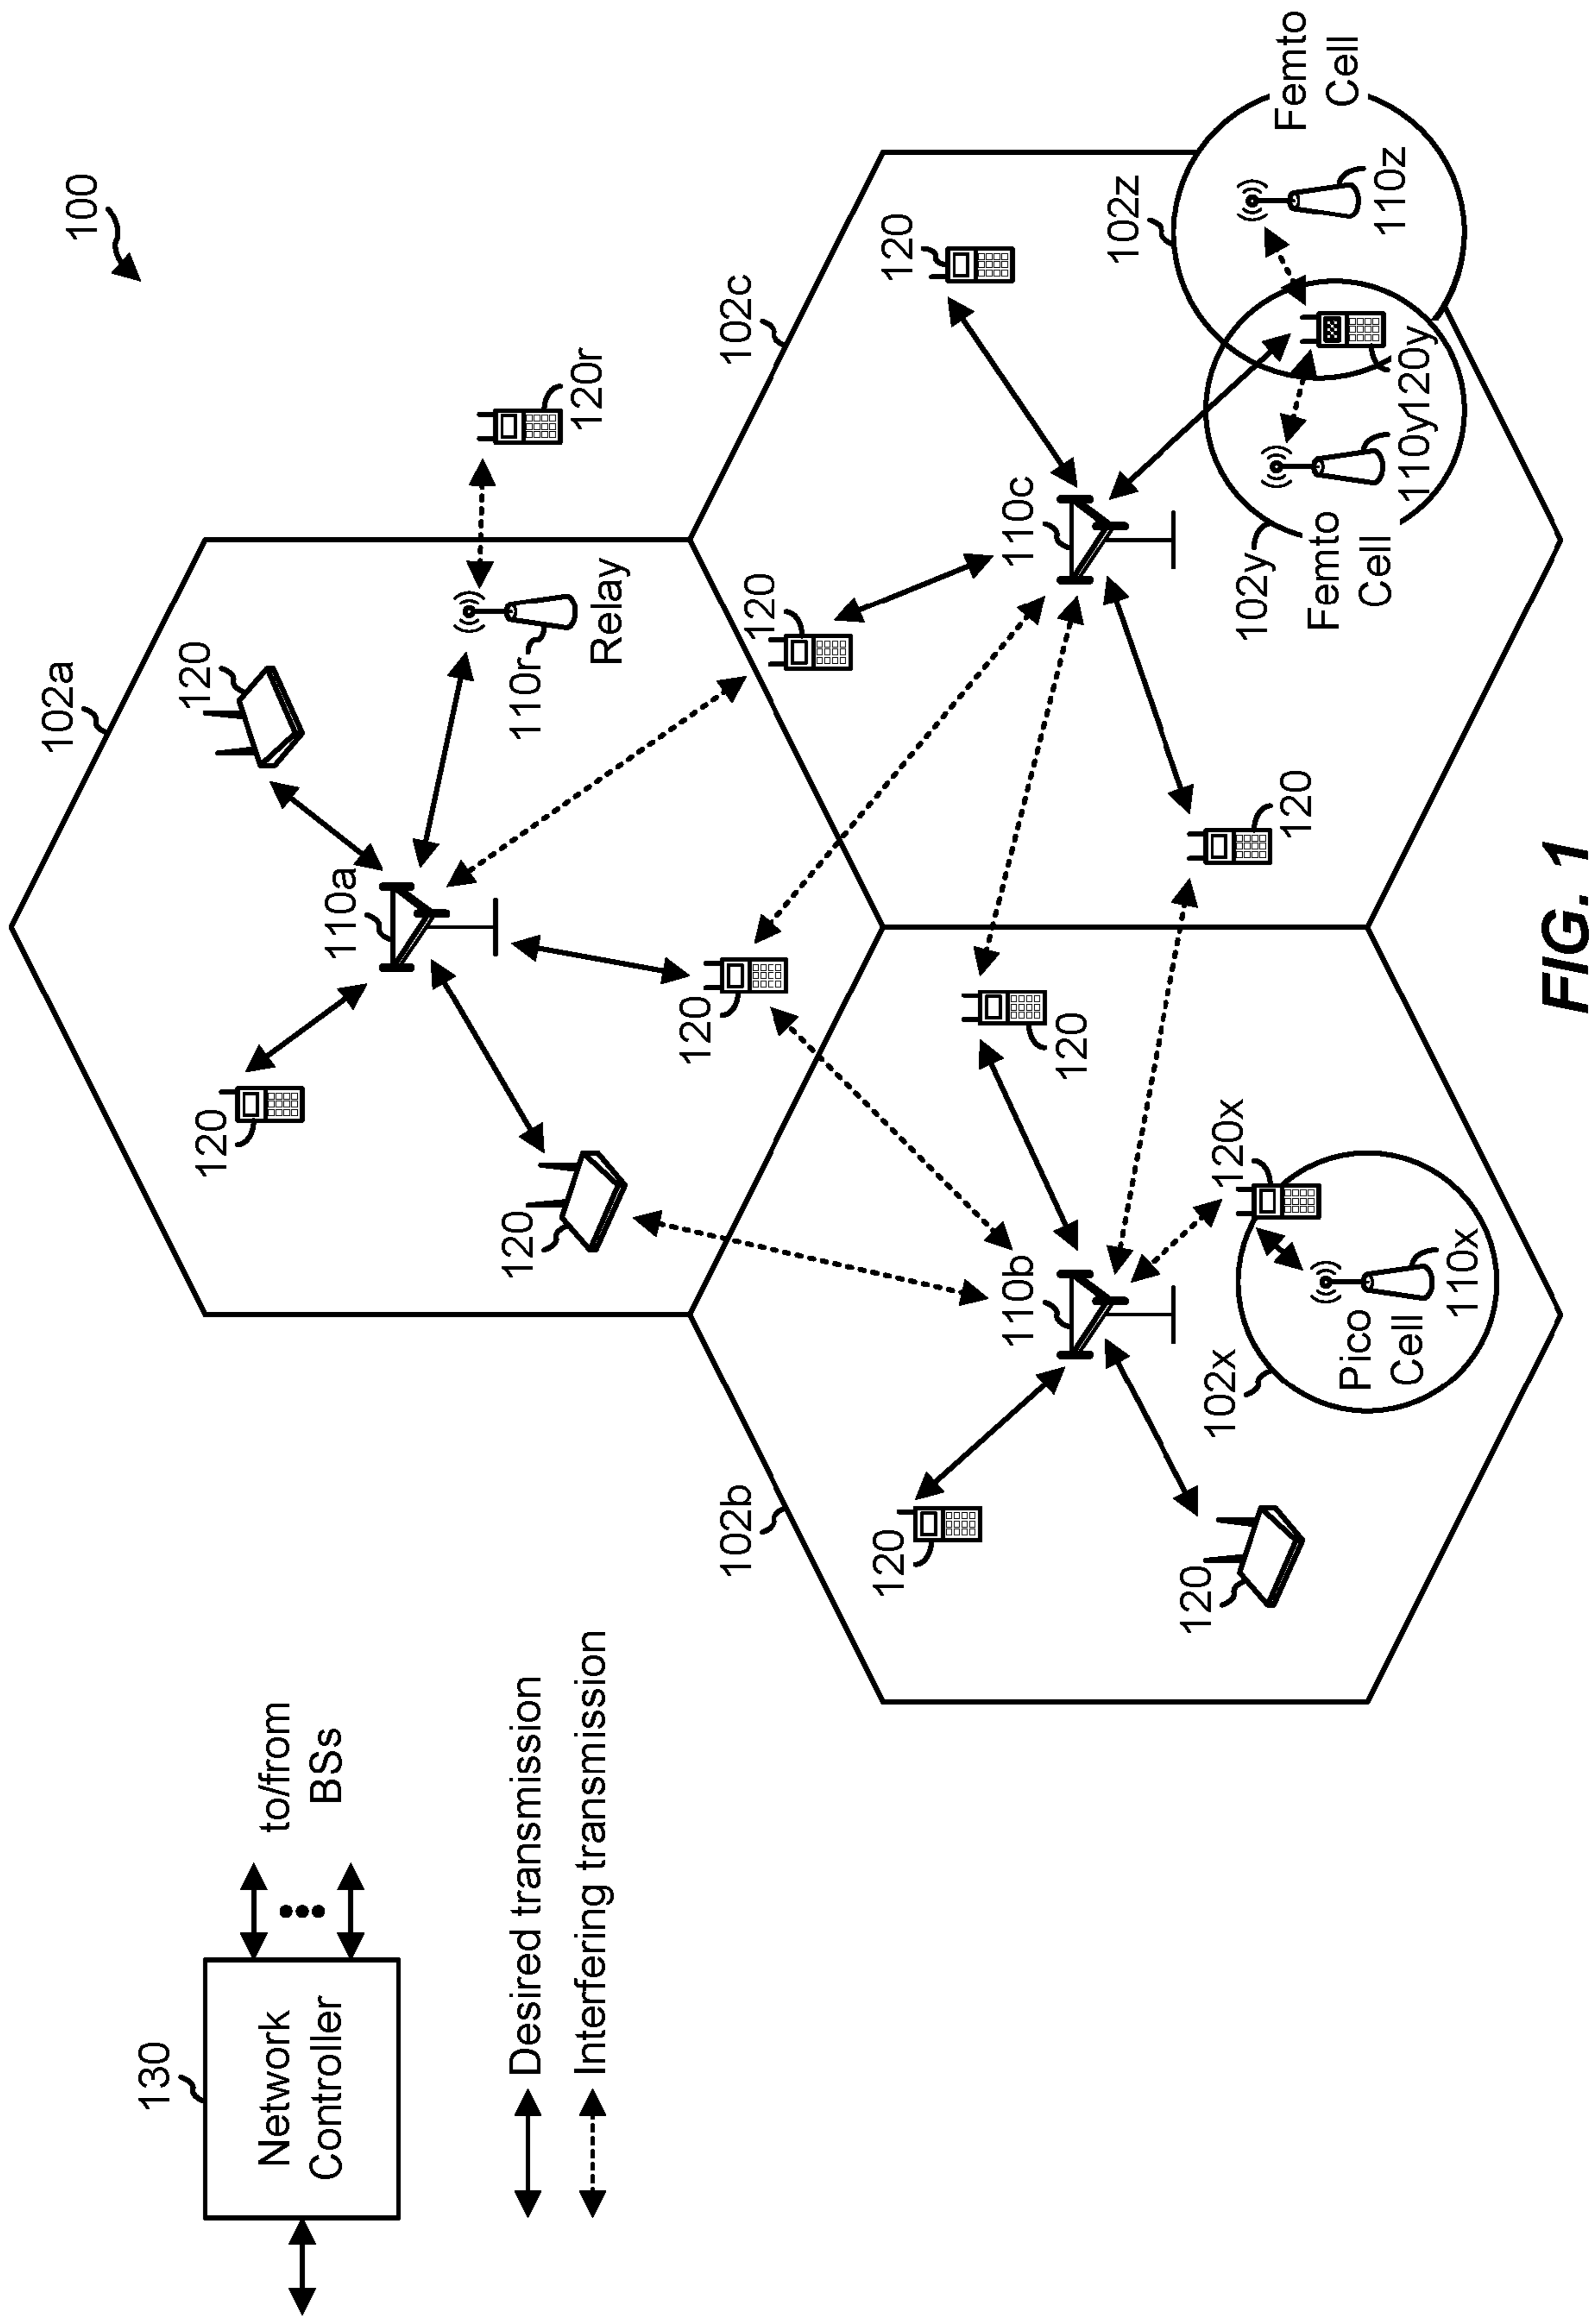 100
130
Network
Controller
to/from
BSs
Desired transmission
Interfering transmission
102a
120
120
110a
120
120
110r
Relay
120r
120
102b
120
120
110b
120
102x
Pico
Cell
110x
120x
102c
120
110c
120
120
102y
Femto
Cell
110y
120y
102z
110z
Femto
Cell
FIG. 1